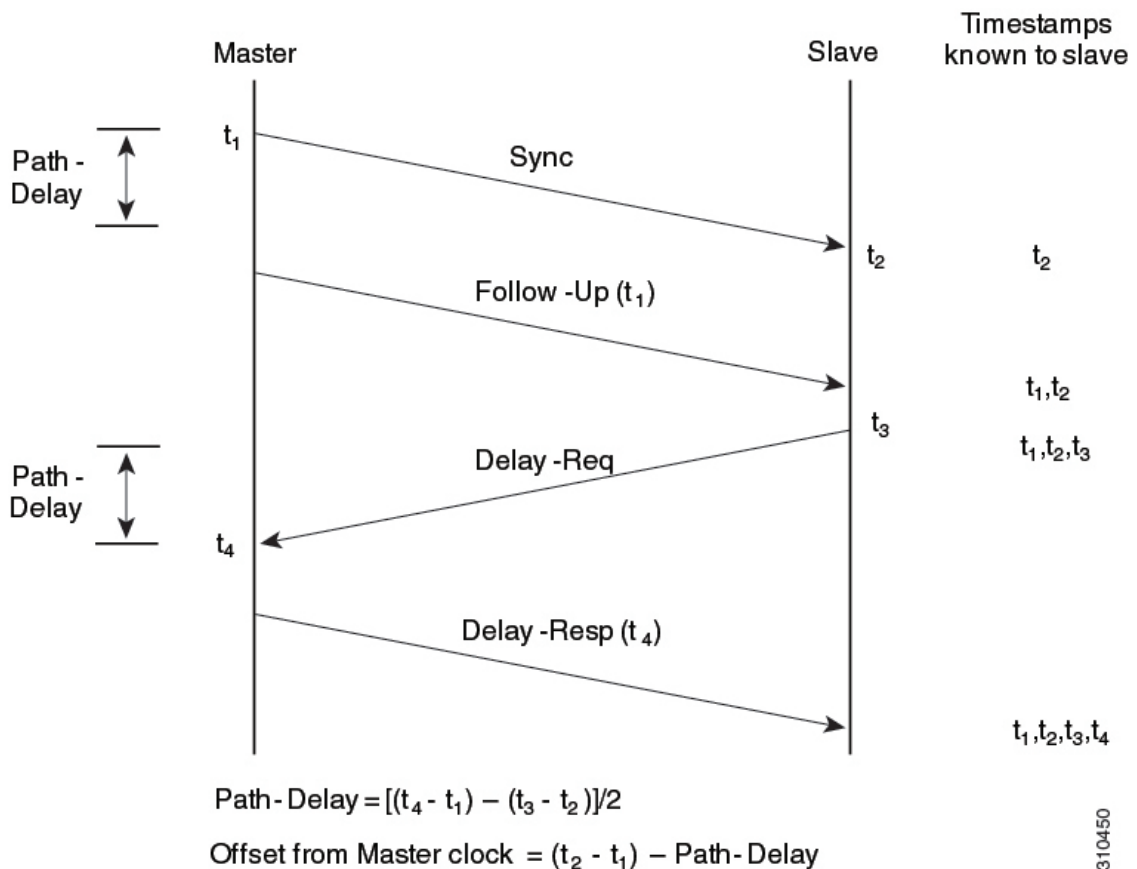 Timestamps
known to slave
Master
Slave
t₁
Path -
Delay
Sync
t₂
t₂
Follow -Up (t₁)
t₁,t₂
t₃
t₁,t₂,t₃
Delay -Req
Path -
Delay
t₄
Delay -Resp (t₄)
t₁,t₂,t₃,t₄
Path-Delay = [(t₄ - t₁) – (t₃ - t₂)]/2
Offset from Master clock = (t₂ - t₁) – Path-Delay
310450